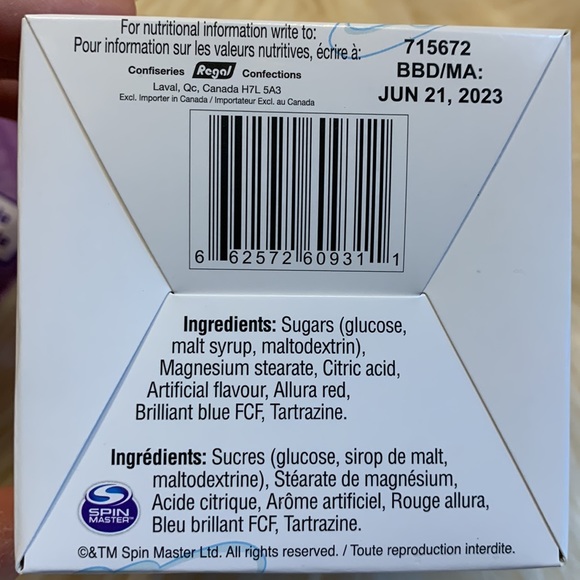 For nutritional information write to:
Pour information sur les valeurs nutritives, écrire à:
Confiseries Regal Confections
Laval, Qc, Canada H7L 5A3
Excl. Importer in Canada / Importateur Excl. au Canada
715672
BBD/MA:
JUN 21, 2023
6 62572 60931 1
Ingredients: Sugars (glucose,
malt syrup, maltodextrin),
Magnesium stearate, Citric acid,
Artificial flavour, Allura red,
Brilliant blue FCF, Tartrazine.
Ingrédients: Sucres (glucose, sirop de malt,
maltodextrine), Stéarate de magnésium,
Acide citrique, Arôme artificiel, Rouge allura,
Bleu brillant FCF, Tartrazine.
SPIN
MASTER™
©&TM Spin Master Ltd. All rights reserved. / Toute reproduction interdite.